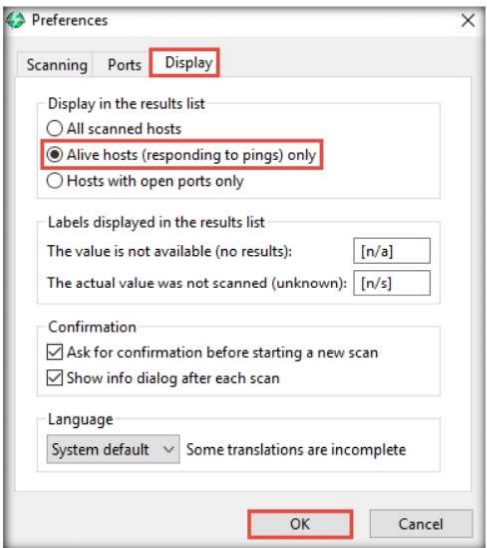 Preferences
Scanning Ports Display
Display in the results list
All scanned hosts
Alive hosts (responding to pings) only
Hosts with open ports only
Labels displayed in the results list
The value is not available (no results): [n/a]
The actual value was not scanned (unknown): [n/s]
Confirmation
Ask for confirmation before starting a new scan
Show info dialog after each scan
Language
System default Some translations are incomplete
OK Cancel